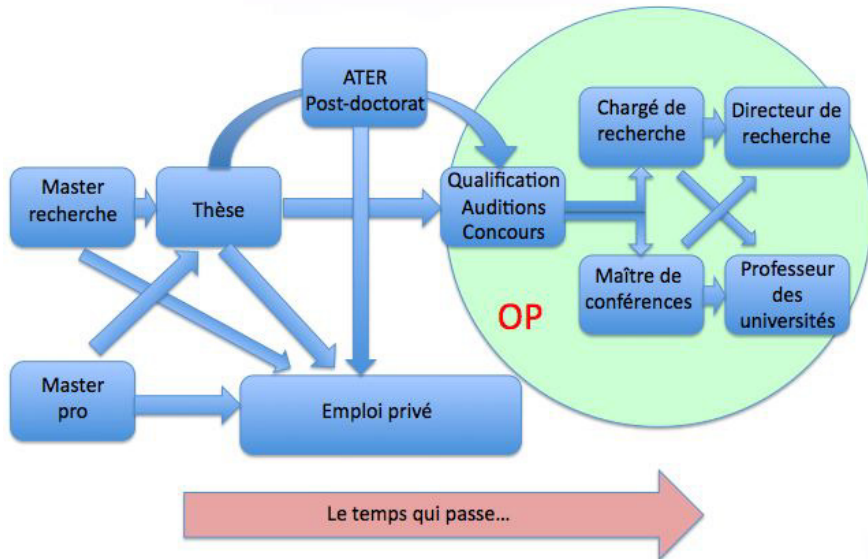 ATER
Post-doctorat
Chargé de
recherche
Directeur de
recherche
Master
recherche
Thèse
Qualification
Auditions
Concours
Maître de
conférences
Professeur
des
universités
OP
Master
pro
Emploi privé
Le temps qui passe...